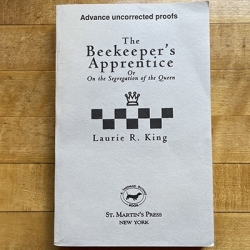 Advance uncorrected proofs
The
Beekeeper's
Apprentice
Or
On the Segregation of the Queen
Laurie R. King
St. Martin's Press
New York